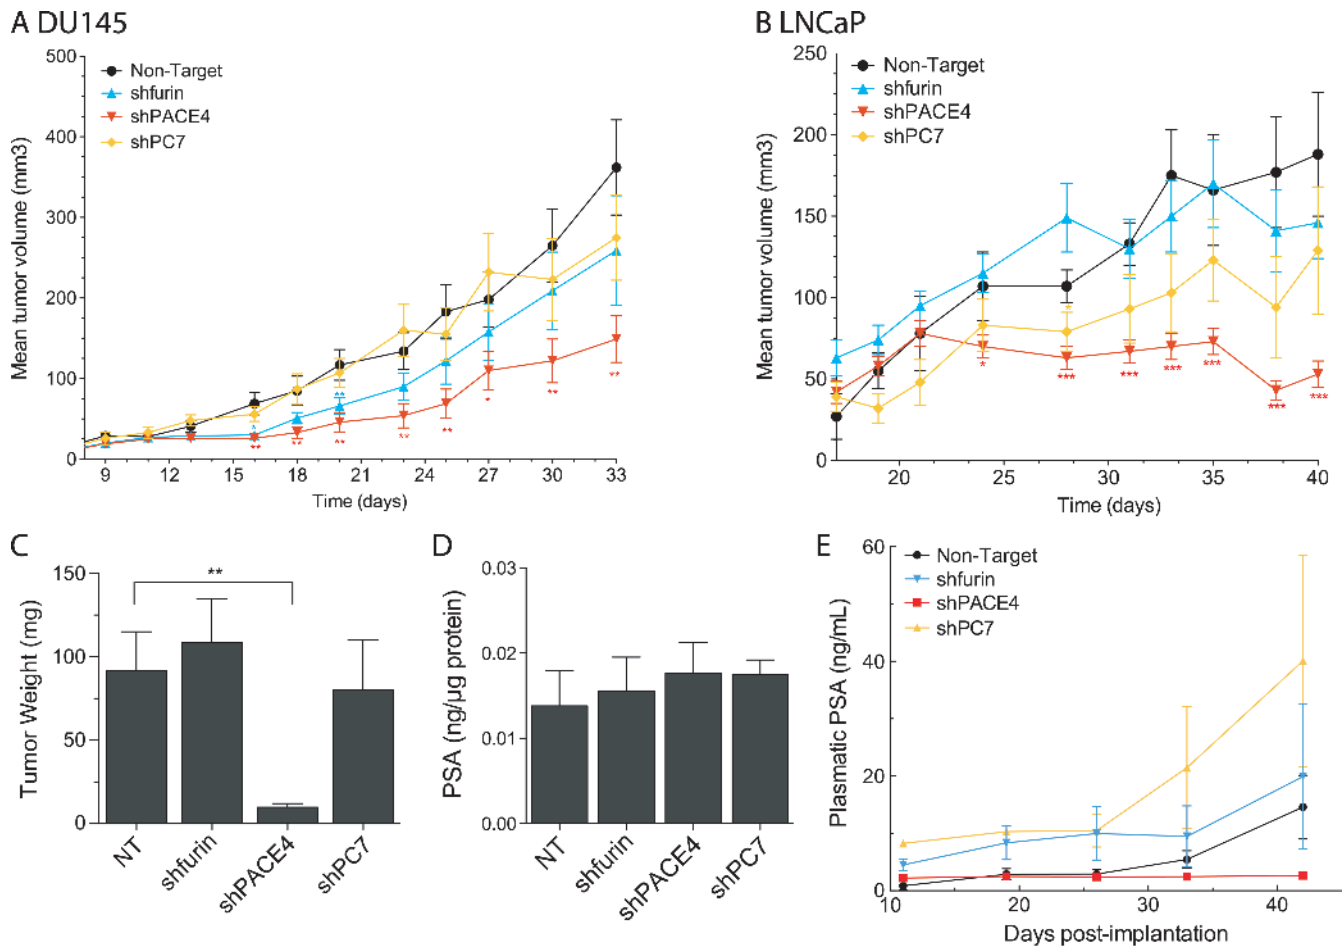 A DU145
500
400
300
200
100
0
Mean tumor volume (mm3)
Non-Target
shfurin
shPACE4
shPC7
*
**
**
**
**
**
**
*
**
**
9 12 15 18 21 24 27 30 33
Time (days)
B LNCaP
250
200
150
100
50
0
Mean tumor volume (mm3)
Non-Target
shfurin
shPACE4
shPC7
*
*
***
***
***
***
***
***
20 25 30 35 40
Time (days)
C
150
100
50
0
Tumor Weight (mg)
**
NT shfurin shPACE4 shPC7
D
0.03
0.02
0.01
0.00
PSA (ng/µg protein)
NT shfurin shPACE4 shPC7
E
60
40
20
0
Plasmatic PSA (ng/mL)
Non-Target
shfurin
shPACE4
shPC7
10 20 30 40
Days post-implantation